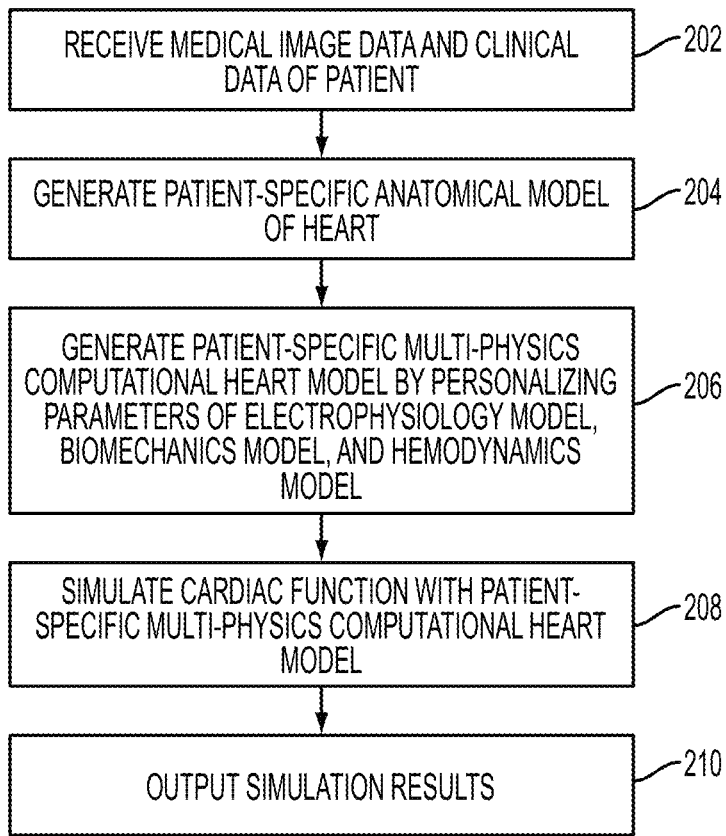 RECEIVE MEDICAL IMAGE DATA AND CLINICAL
DATA OF PATIENT
202
GENERATE PATIENT-SPECIFIC ANATOMICAL MODEL
OF HEART
204
GENERATE PATIENT-SPECIFIC MULTI-PHYSICS
COMPUTATIONAL HEART MODEL BY PERSONALIZING
PARAMETERS OF ELECTROPHYSIOLOGY MODEL,
BIOMECHANICS MODEL, AND HEMODYNAMICS
MODEL
206
SIMULATE CARDIAC FUNCTION WITH PATIENT-
SPECIFIC MULTI-PHYSICS COMPUTATIONAL HEART
MODEL
208
OUTPUT SIMULATION RESULTS
210